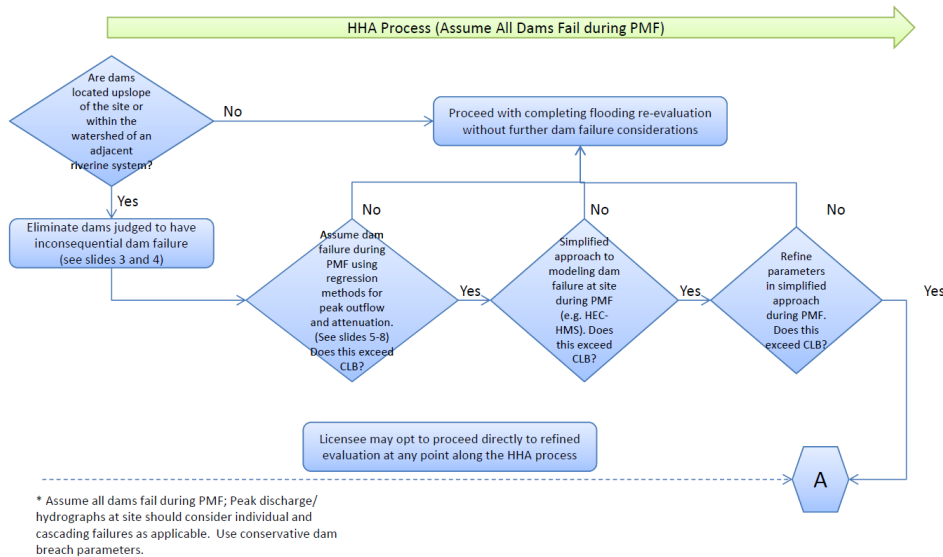 HHA Process (Assume All Dams Fail during PMF)
Are dams
located upslope
of the site or
within the
watershed of an
adjacent
riverine system?
No
Proceed with completing flooding re-evaluation
without further dam failure considerations
Yes
Eliminate dams judged to have
inconsequential dam failure
(see slides 3 and 4)
No
Assume dam
failure during
PMF using
regression
methods for
peak outflow
and attenuation.
(See slides 5-8)
Does this exceed
CLB?
Yes
No
Simplified
approach to
modeling dam
failure at site
during PMF
(e.g. HEC-
HMS). Does
this exceed
CLB?
Yes
No
Refine
parameters
in simplified
approach
during PMF.
Does this
exceed CLB?
Yes
Licensee may opt to proceed directly to refined
evaluation at any point along the HHA process
A
* Assume all dams fail during PMF; Peak discharge/
hydrographs at site should consider individual and
cascading failures as applicable.  Use conservative dam
breach parameters.